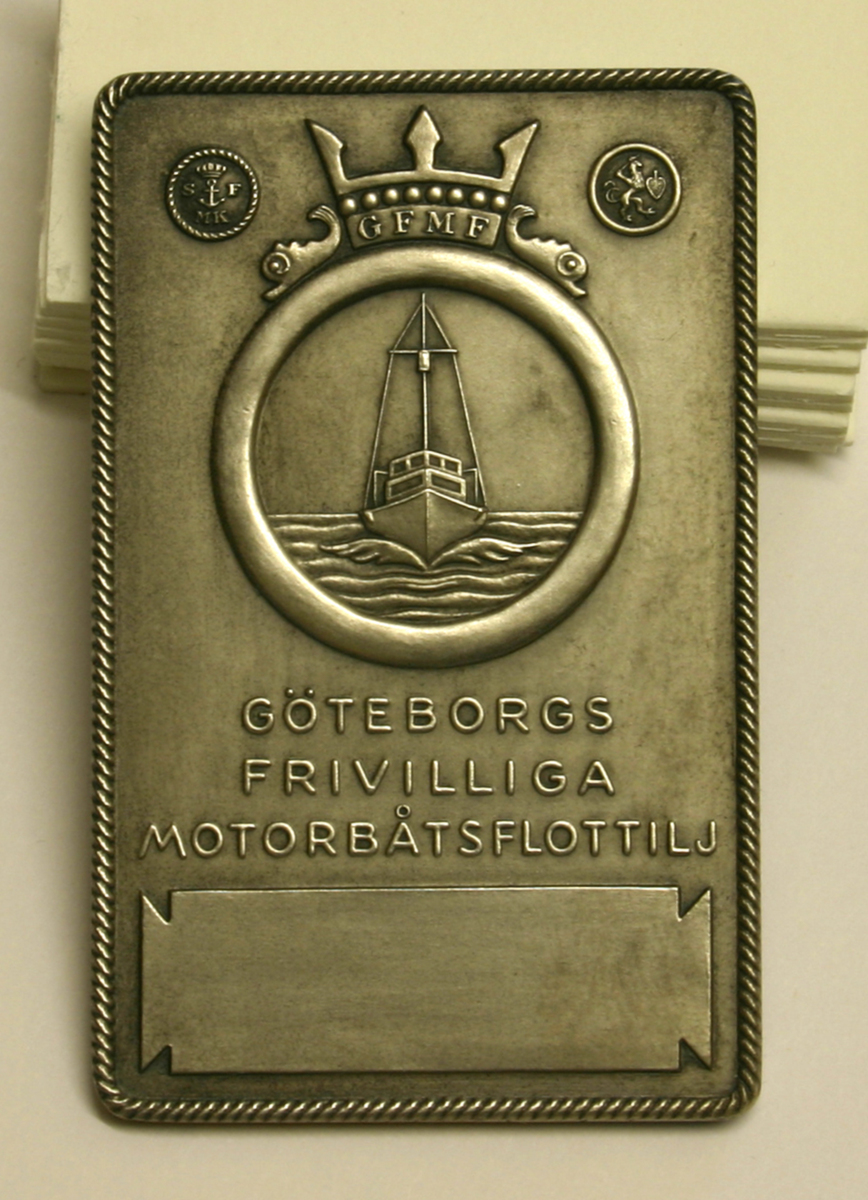 S F
MK
GFMF
GÖTEBORGS
FRIVILLIGA
MOTORBÅTSFLOTTILJ